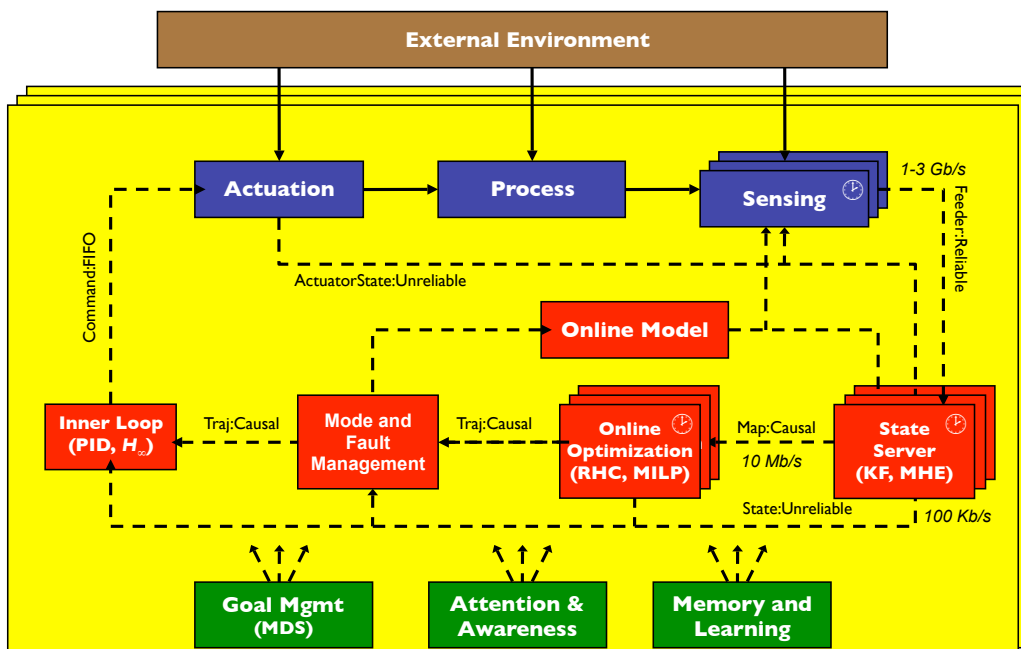 External Environment
Actuation
Process
Sensing
1-3 Gb/s
Feeder:Reliable
Command:FIFO
ActuatorState:Unreliable
Online Model
Inner Loop
(PID, H∞)
Traj:Causal
Mode and
Fault
Management
Traj:Causal
Online
Optimization
(RHC, MILP)
Map:Causal
10 Mb/s
State
Server
(KF, MHE)
State:Unreliable
100 Kb/s
Goal Mgmt
(MDS)
Attention &
Awareness
Memory and
Learning